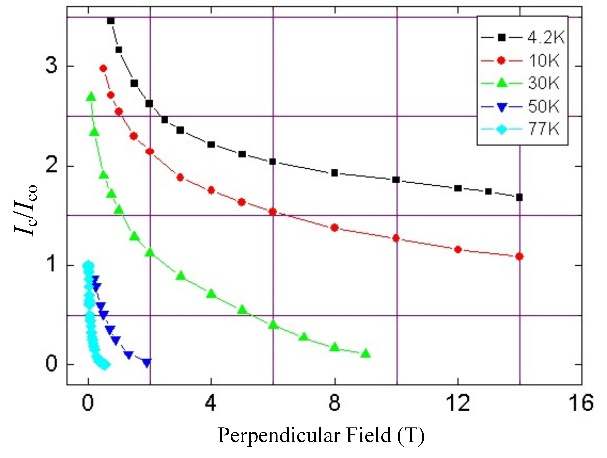 4.2K
10K
30K
50K
77K
3
2
1
0
Ic/Ico
0
4
8
12
16
Perpendicular Field (T)